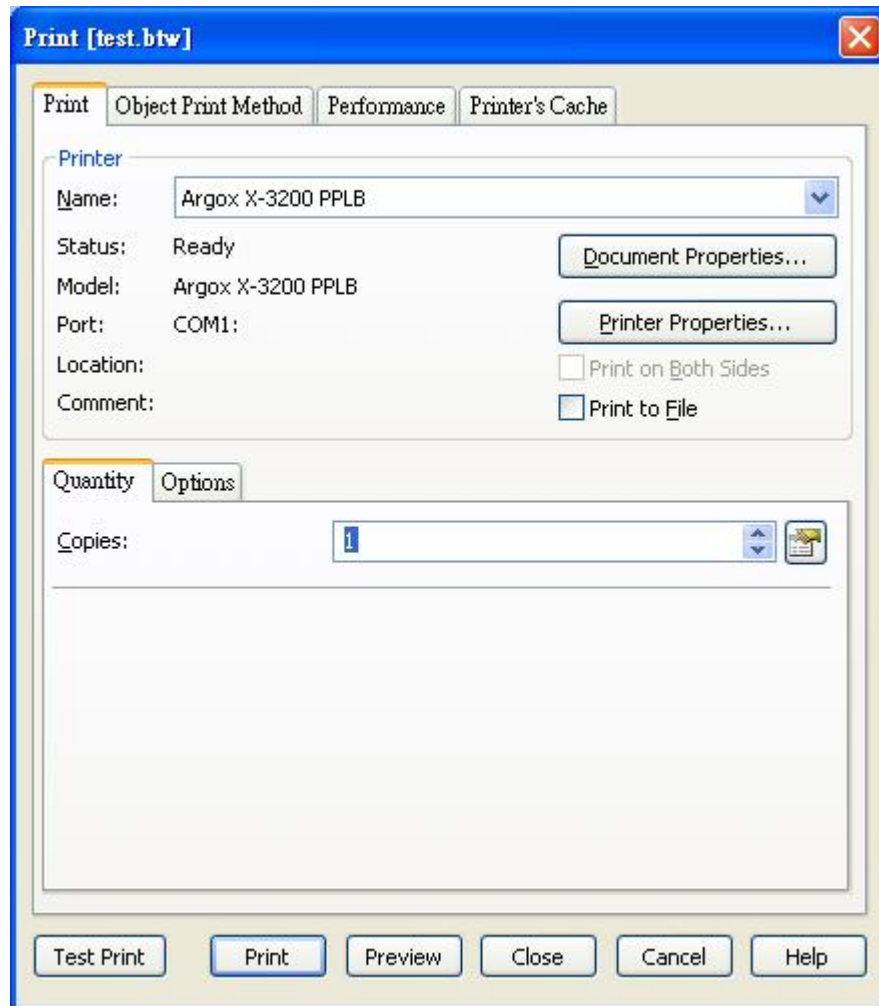 Print [test.btw]
Print Object Print Method Performance Printer's Cache
Printer
Name: Argox X-3200 PPLB
Status: Ready
Document Properties...
Model: Argox X-3200 PPLB
Port: COM1:
Printer Properties...
Location:
Print on Both Sides
Comment:
Print to File
Quantity Options
Copies: 1
Test Print Print Preview Close Cancel Help